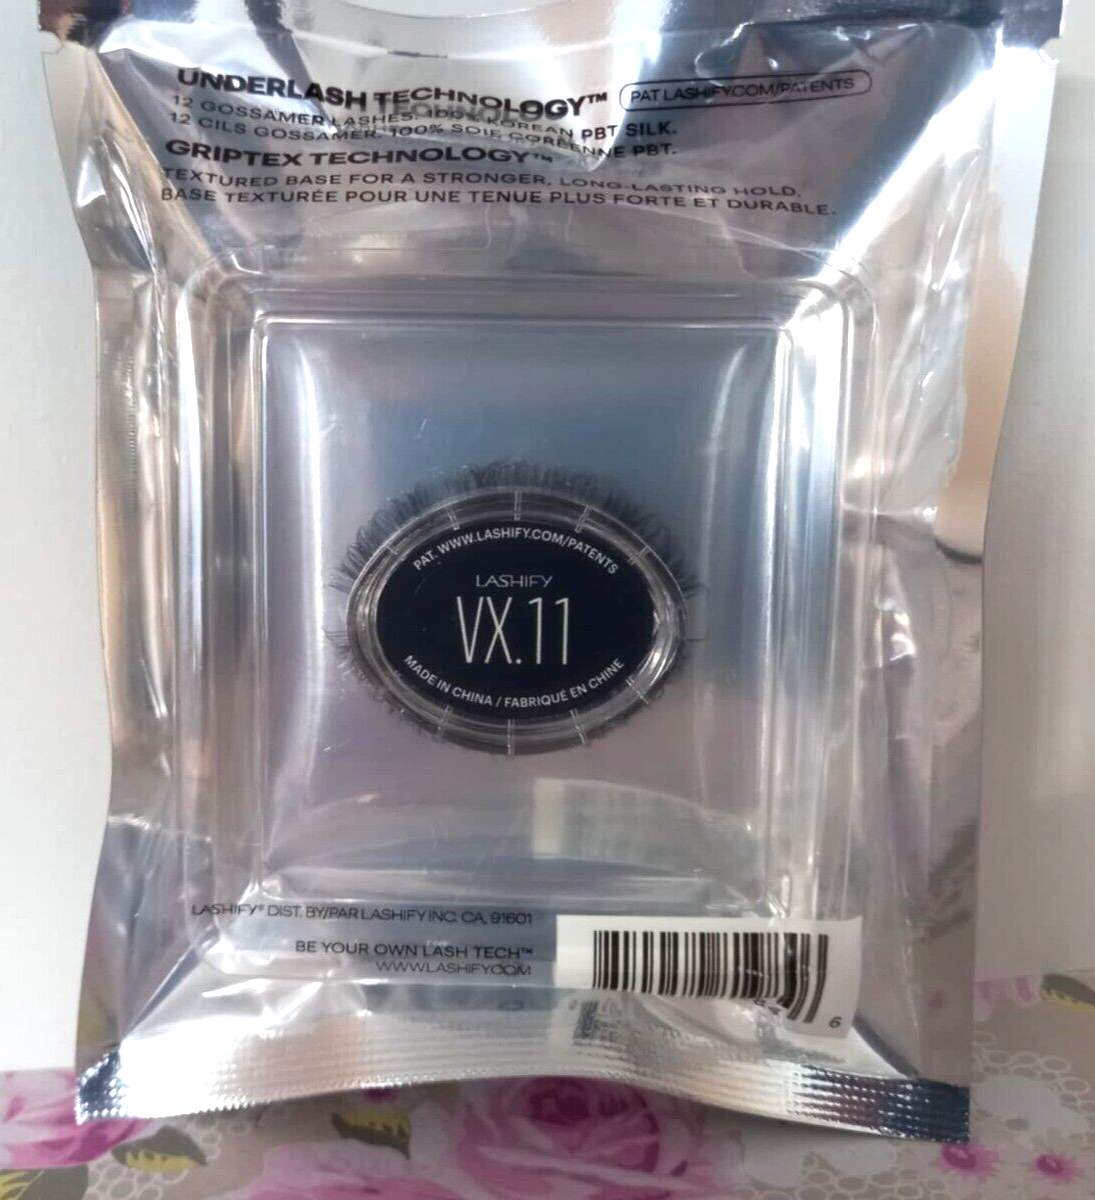 UNDERLASH TECHNOLOGY™ PAT LASHIFY.COM/PATENTS
12 GOSSAMER LASHES. 100% KOREAN PBT SILK.
12 CILS GOSSAMER. 100% SOIE CORÉENNE PBT.
GRIPTEX TECHNOLOGY™
TEXTURED BASE FOR A STRONGER, LONG-LASTING HOLD.
BASE TEXTURÉE POUR UNE TENUE PLUS FORTE ET DURABLE.
PAT. WWW.LASHIFY.COM/PATENTS
LASHIFY
VX.11
MADE IN CHINA / FABRIQUÉ EN CHINE
LASHIFY® DIST. BY/PAR LASHIFY INC. CA, 91601
BE YOUR OWN LASH TECH™
WWW.LASHIFY.COM
6